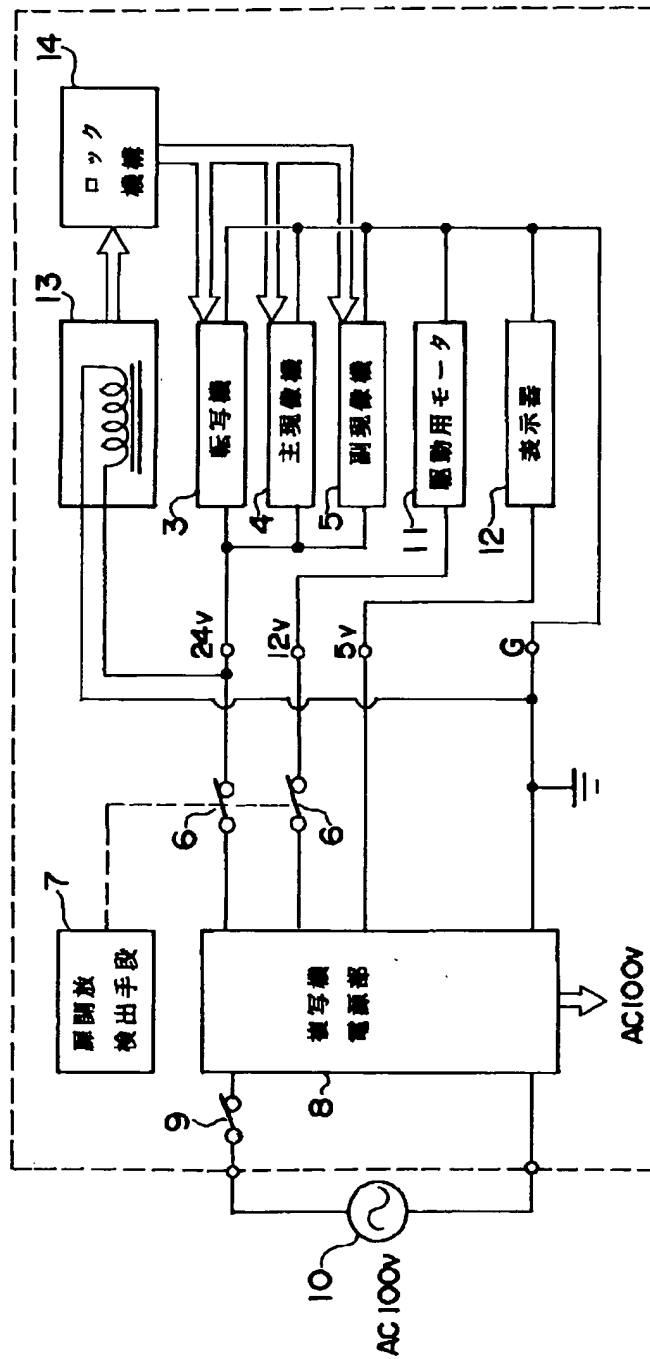 7
扉開放
検出手段
13
14
ロック
機構
6
6
24v
12v
5v
G
3
転写機
4
主現像機
5
副現像機
11
駆動用モータ
12
表示器
9
8
複写機
電源部
10
AC100v
AC100v